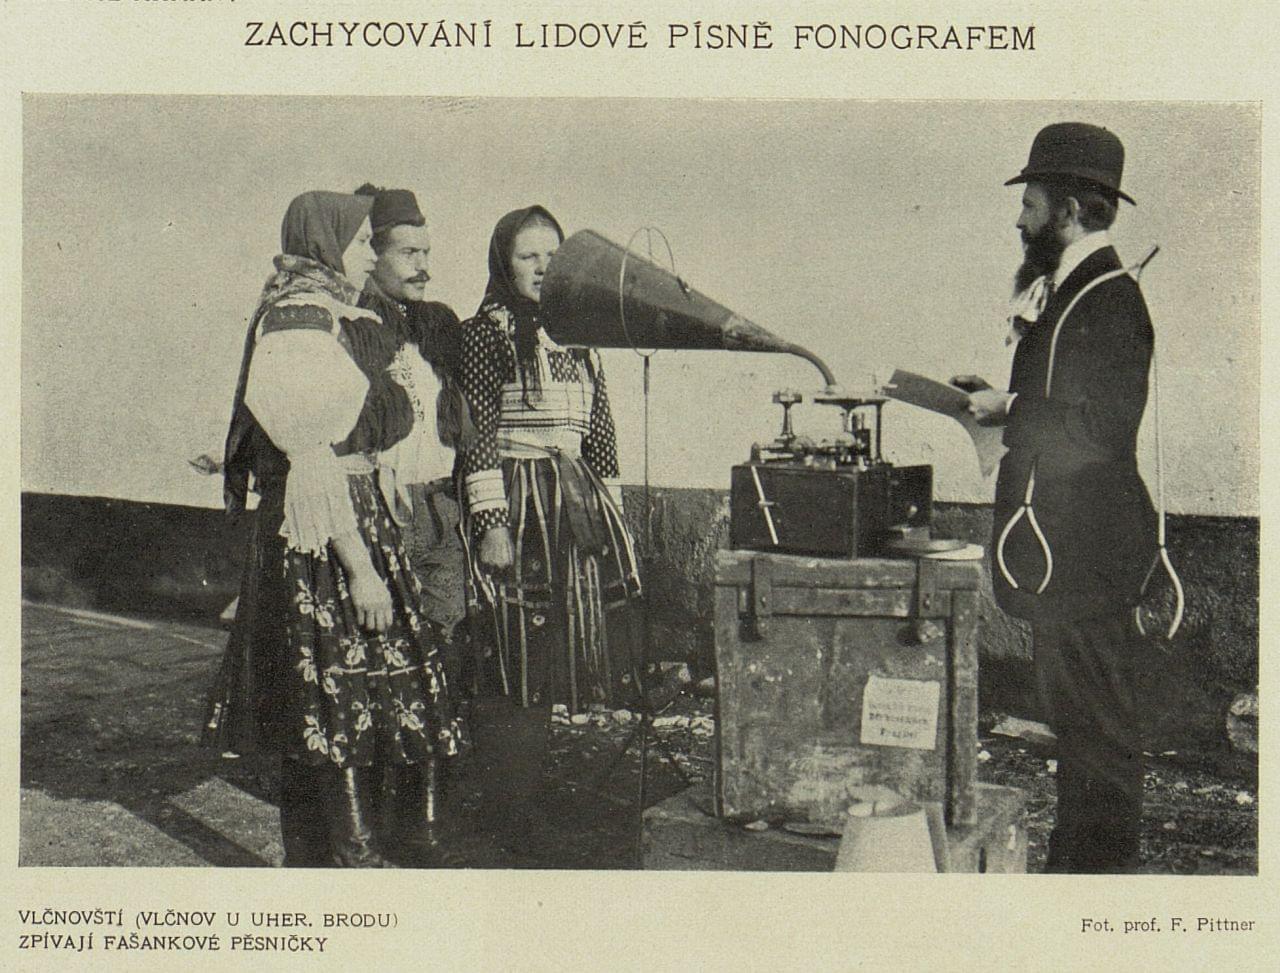 ZACHYCOVÁNÍ LIDOVÉ PÍSNĚ FONOGRAFEM
VLČNOVŠTÍ (VLČNOV U UHER. BRODU)
ZPÍVAJÍ FAŠANKOVÉ PĚSNIČKY
Fot. prof. F. Pittner